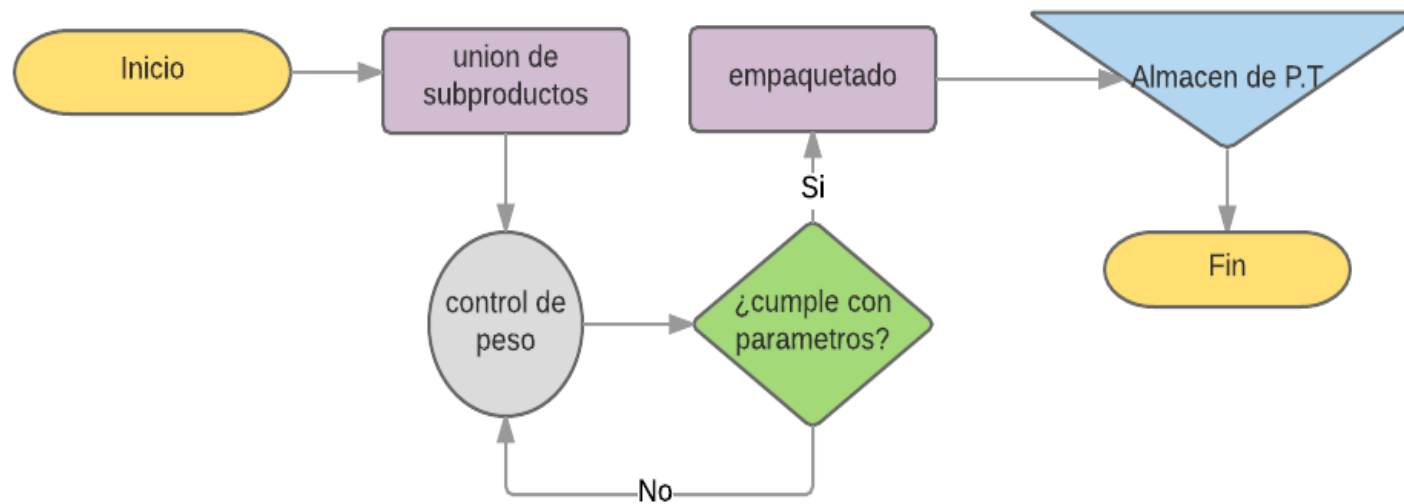 Inicio
union de
subproductos
empaquetado
Almacen de P.T
Si
Fin
control de
peso
¿cumple con
parametros?
No